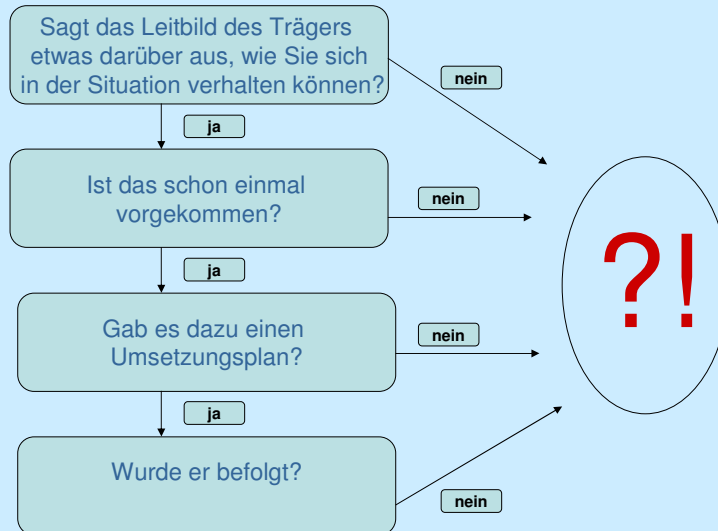 Sagt das Leitbild des Trägers
etwas darüber aus, wie Sie sich
in der Situation verhalten können?
nein
ja
Ist das schon einmal
vorgekommen?
nein
?!
ja
Gab es dazu einen
Umsetzungsplan?
nein
ja
Wurde er befolgt?
nein